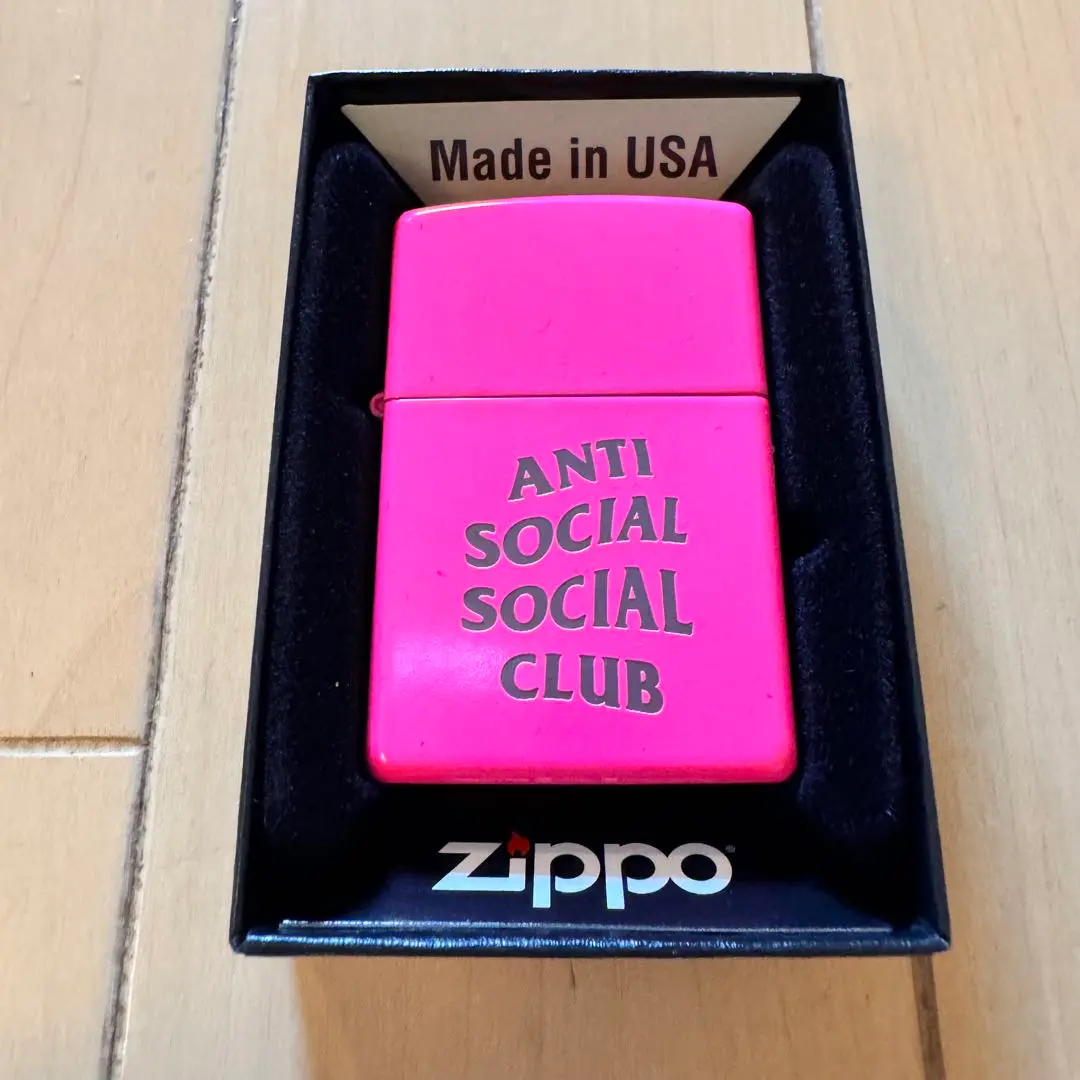 Made in USA
ANTI
SOCIAL
SOCIAL
CLUB
zippo